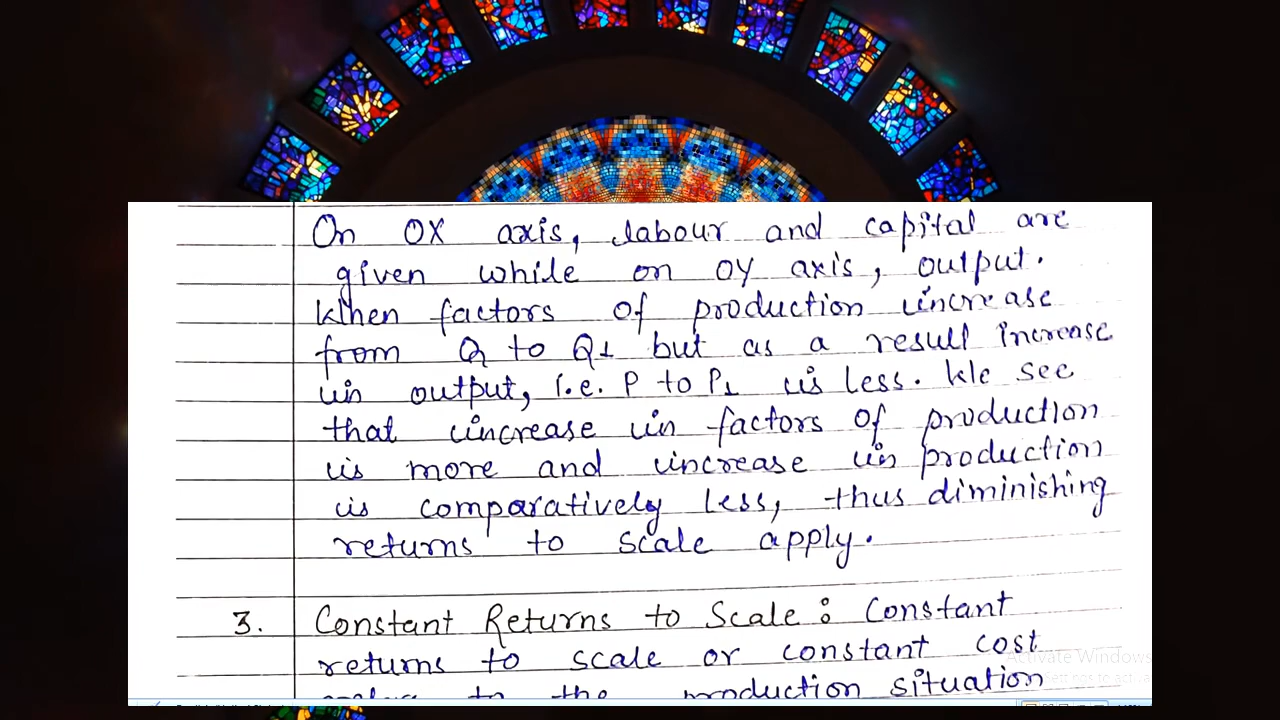 On OX axis, labour and capital are
given while on OY axis, output.
When factors of production increase
from Q to Q1 but as a result increase
in output, i.e. P to P1 is less. We see
that increase in factors of production
is more and increase in production
is comparatively less, thus diminishing
returns to scale apply.
3. Constant Returns to Scale : Constant
returns to scale or constant cost
to the production situation
Activate Windows